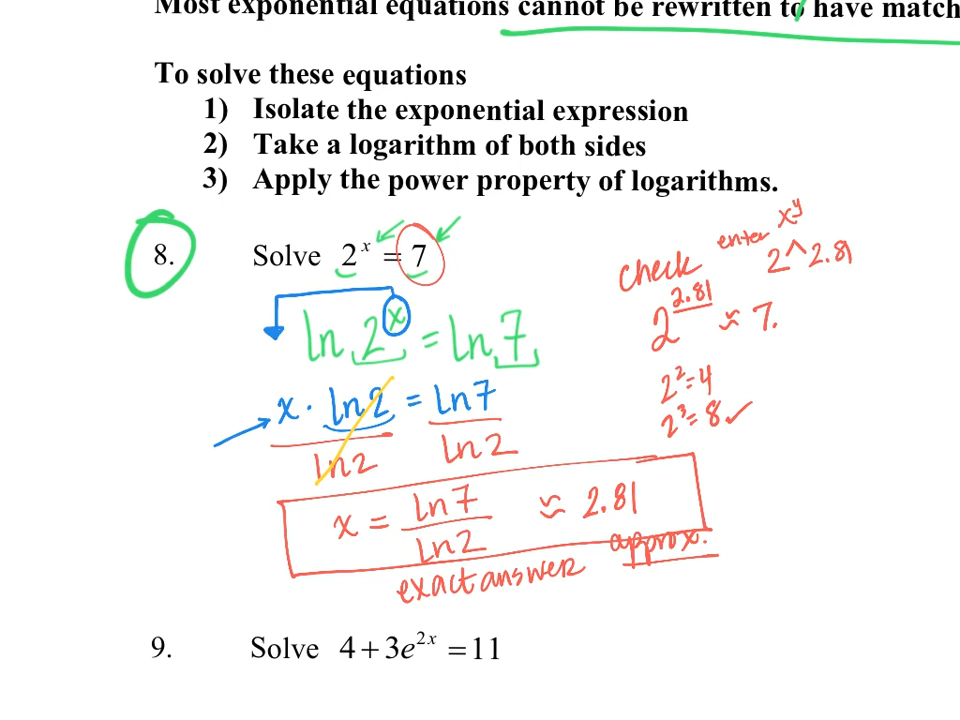 Most exponential equations cannot be rewritten to have match
To solve these equations
1) Isolate the exponential expression
2) Take a logarithm of both sides
3) Apply the power property of logarithms.
8. Solve 2^x = 7
ln 2^x = ln 7
x · ln 2 = ln 7
ln 2 ln 2
x = ln 7 / ln 2 ≈ 2.81
exact answer approx.
check enter x^y
2^2.81
2^2.81 ≈ 7.
2^2 = 4
2^3 = 8 ✓
9. Solve 4 + 3e^2x = 11